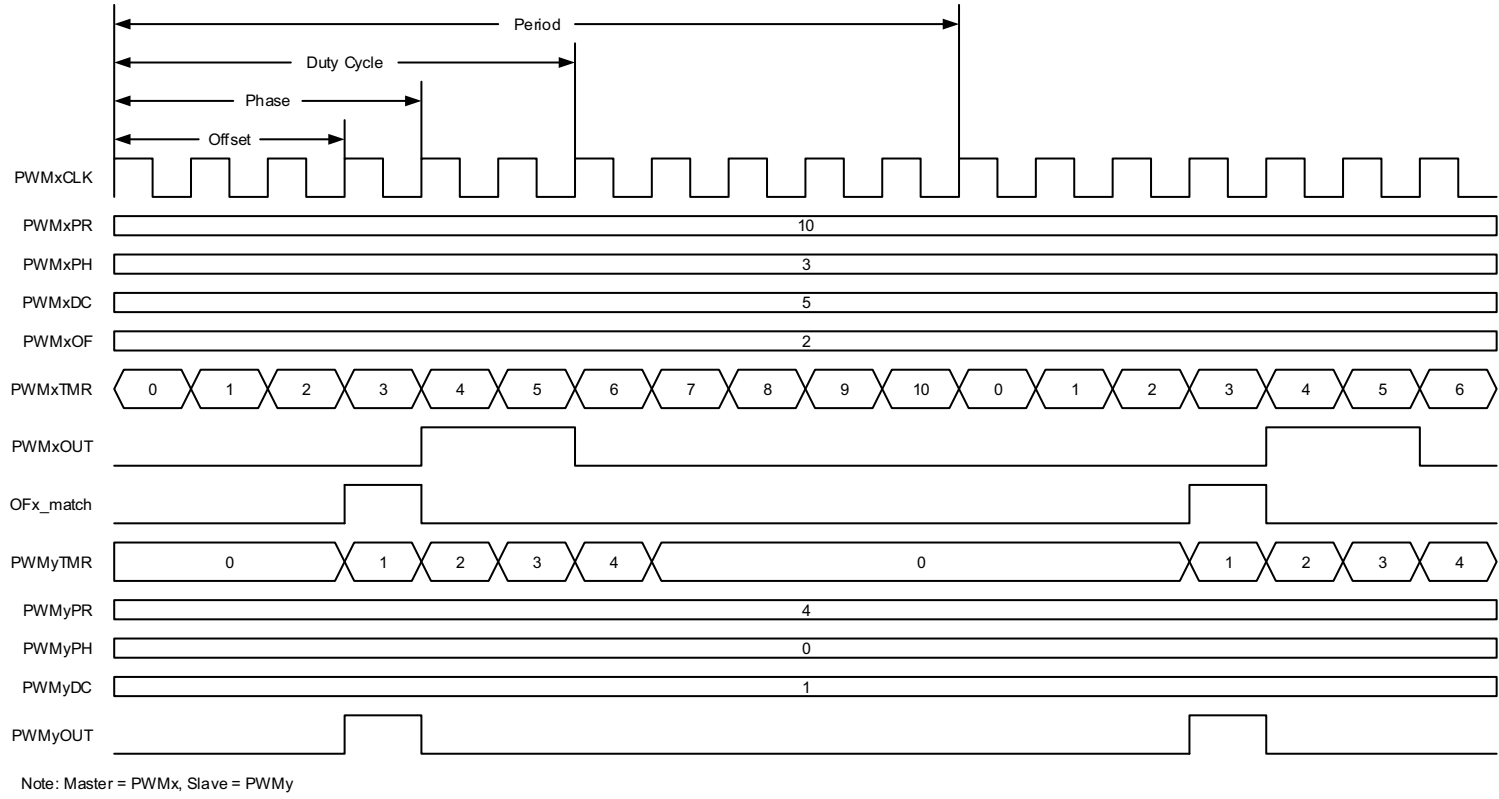 Period
Duty Cycle
Phase
Offset
PWMxCLK
PWMxPR 10
PWMxPH 3
PWMxDC 5
PWMxOF 2
PWMxTMR 0 1 2 3 4 5 6 7 8 9 10 0 1 2 3 4 5 6
PWMxOUT
OFx_match
PWMyTMR 0 1 2 3 4 0 1 2 3 4
PWMyPR 4
PWMyPH 0
PWMyDC 1
PWMyOUT
Note: Master = PWMx, Slave = PWMy